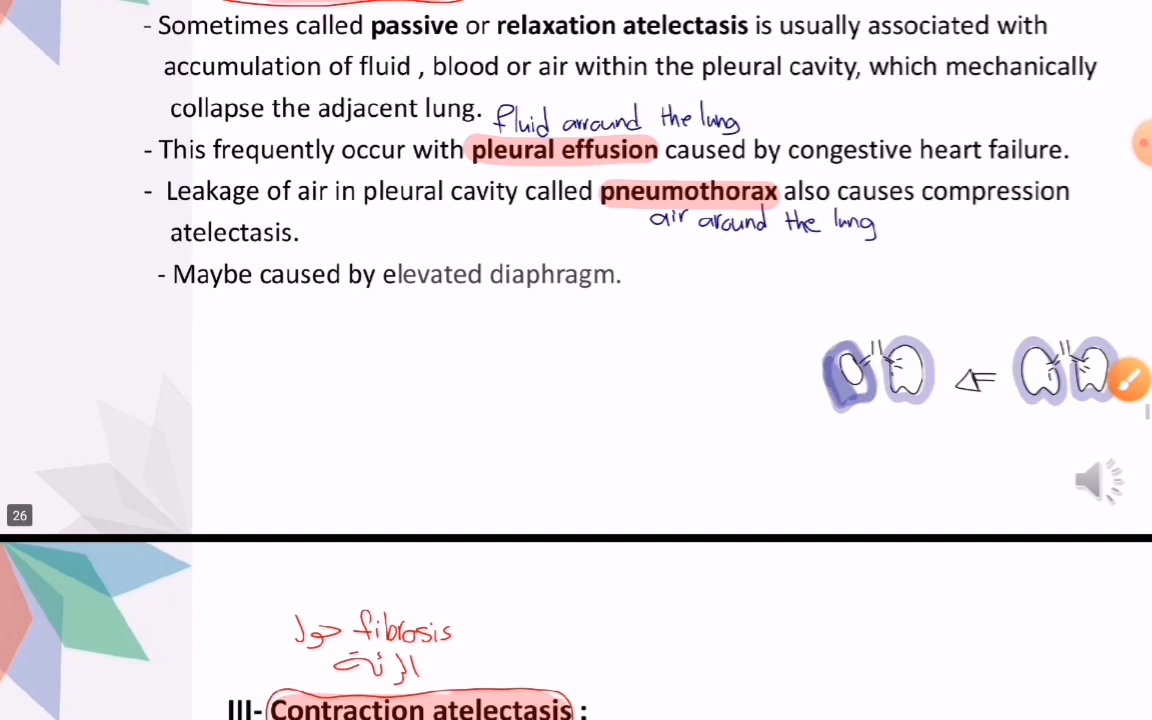 - Sometimes called passive or relaxation atelectasis is usually associated with
accumulation of fluid , blood or air within the pleural cavity, which mechanically
collapse the adjacent lung.
fluid arround the lung
- This frequently occur with pleural effusion caused by congestive heart failure.
- Leakage of air in pleural cavity called pneumothorax also causes compression
air around the lung
atelectasis.
- Maybe caused by elevated diaphragm.
26
fibrosis حول
الرئة
III- Contraction atelectasis :